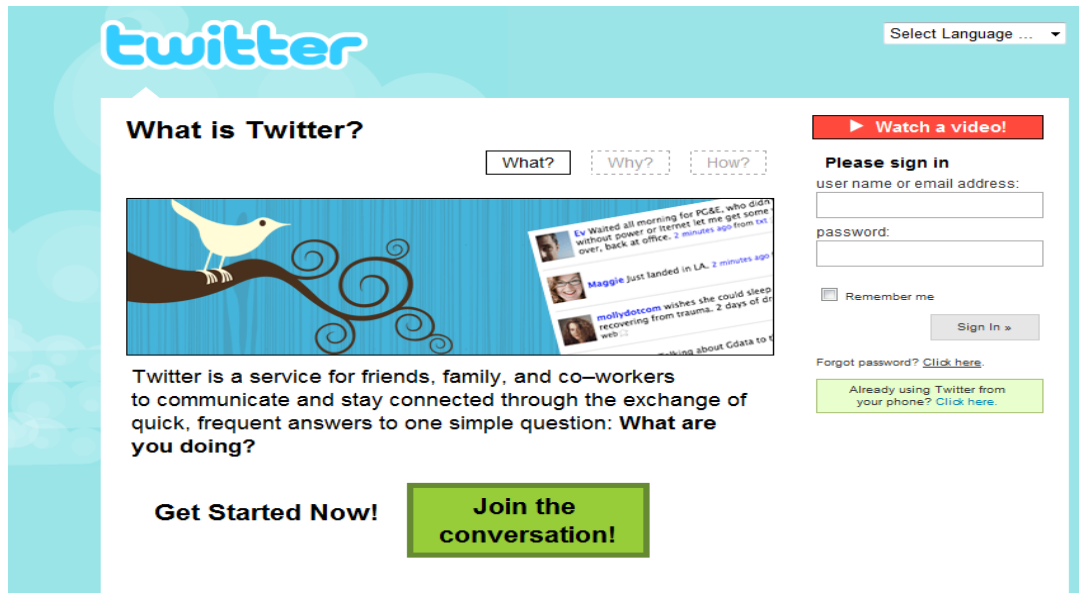 twitter
Select Language ...
What is Twitter?
What?
Why?
How?
Ev Waited all morning for PG&E, who didn
without power or Iternet let me get some
over, back at office. 2 minutes ago from txt
Maggie Just landed in LA. 2 minutes ago
mollydotcom wishes she could sleep
recovering from trauma. 2 days of dr
web
Talking about Gdata to t
Twitter is a service for friends, family, and co–workers
to communicate and stay connected through the exchange of
quick, frequent answers to one simple question: What are
you doing?
Get Started Now!
Join the
conversation!
Watch a video!
Please sign in
user name or email address:
password:
Remember me
Sign In »
Forgot password? Click here.
Already using Twitter from
your phone? Click here.